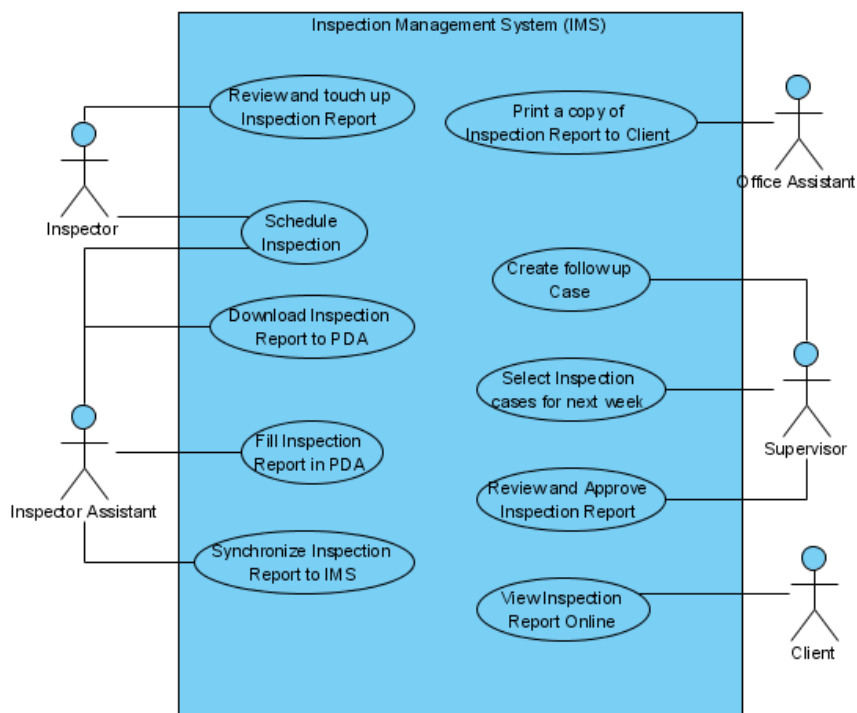 Inspection Management System (IMS)
Review and touch up
Inspection Report
Print a copy of
Inspection Report to Client
Office Assistant
Inspector
Schedule
Inspection
Create follow up
Case
Download Inspection
Report to PDA
Select Inspection
cases for next week
Supervisor
Fill Inspection
Report in PDA
Inspector Assistant
Review and Approve
Inspection Report
Synchronize Inspection
Report to IMS
View Inspection
Report Online
Client